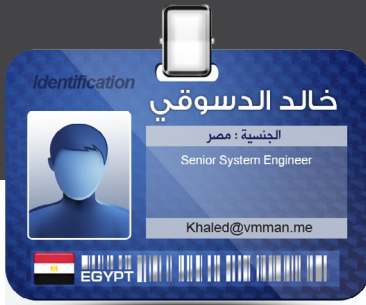 Identification
خالد الدسوقي
الجنسية : مصر
Senior System Engineer
Khaled@vmman.me
EGYPT